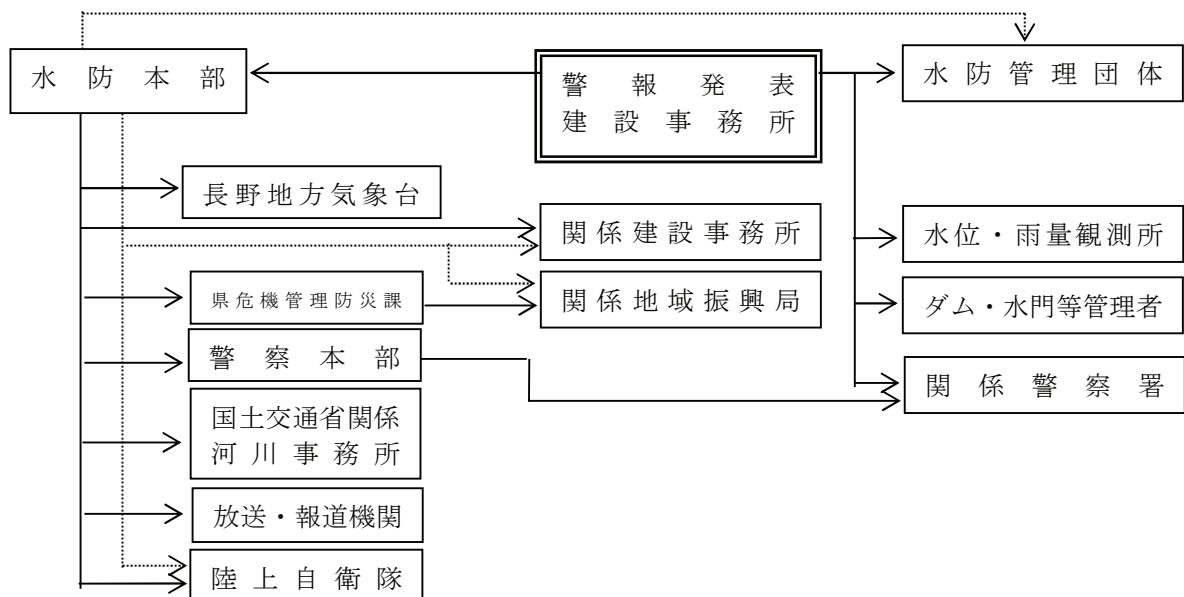 水防本部
警報発表
建設事務所
水防管理団体
長野地方気象台
関係建設事務所
水位・雨量観測所
県危機管理防災課
関係地域振興局
ダム・水門等管理者
警察本部
関係警察署
国土交通省関係
河川事務所
放送・報道機関
陸上自衛隊